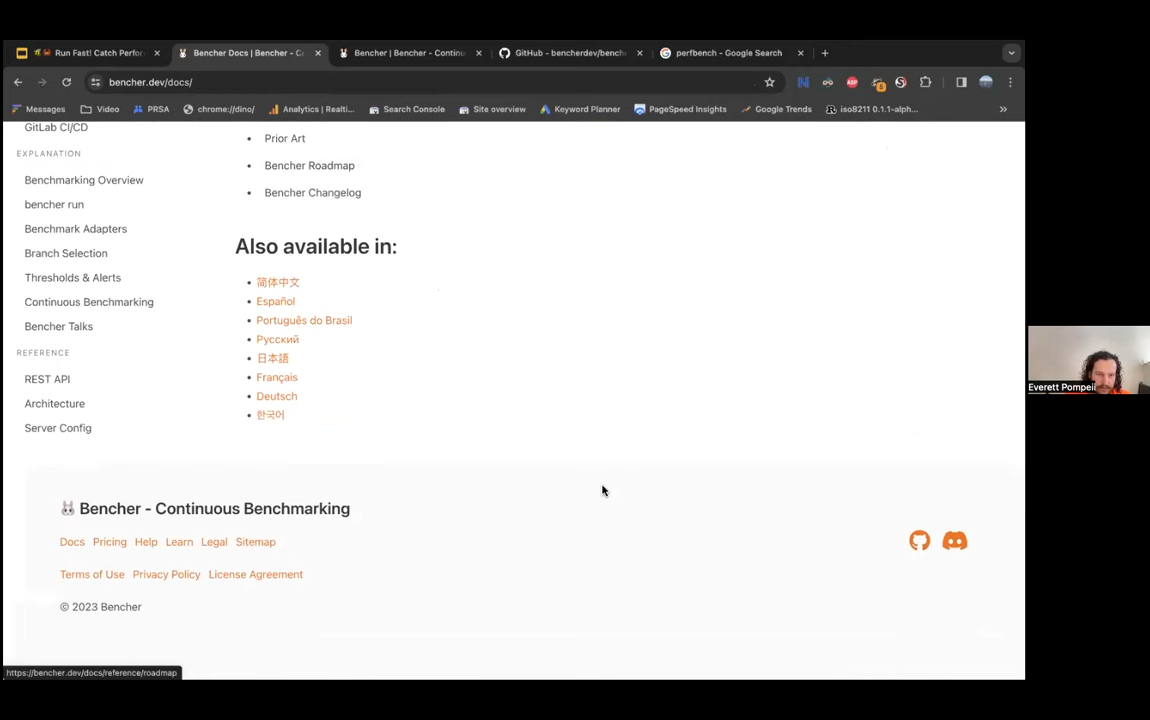 Run Fast! Catch Perfor
Bencher Docs | Bencher - C
Bencher | Bencher - Continu
GitHub - bencherdev/bench
perfbench - Google Search
bencher.dev/docs/
Messages
Video
PRSA
chrome://dino/
Analytics | Realti...
Search Console
Site overview
Keyword Planner
PageSpeed Insights
Google Trends
iso8211 0.1.1-alph...
»
GitLab CI/CD
EXPLANATION
Benchmarking Overview
bencher run
Benchmark Adapters
Branch Selection
Thresholds & Alerts
Continuous Benchmarking
Bencher Talks
REFERENCE
REST API
Architecture
Server Config
• Prior Art
• Bencher Roadmap
• Bencher Changelog
Also available in:
• 简体中文
• Español
• Português do Brasil
• Русский
• 日本語
• Français
• Deutsch
• 한국어
Bencher - Continuous Benchmarking
Docs Pricing Help Learn Legal Sitemap
Terms of Use Privacy Policy License Agreement
© 2023 Bencher
https://bencher.dev/docs/reference/roadmap
Everett Pompeii